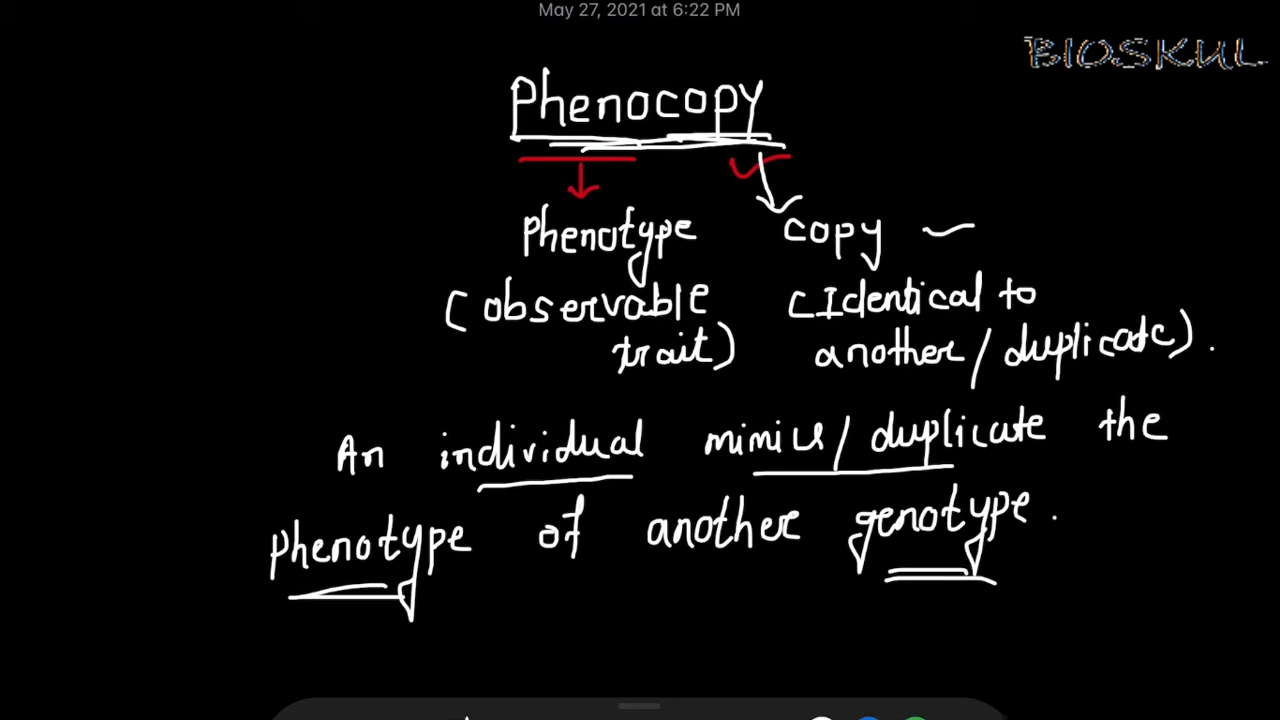 May 27, 2021 at 6:22 PM
BIOSKUL
Phenocopy
Phenotype copy
(observable (Identical to
trait) another/duplicate).
An individual mimics/duplicate the
phenotype of another genotype.